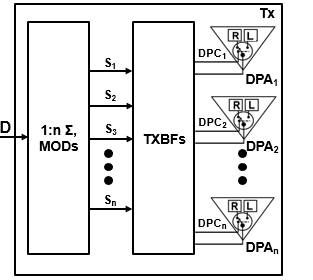 Tx
D
1:n Σ,
MODs
S1
S2
S3
Sn
TXBFs
R L
DPC1
DPA1
R L
DPC2
DPA2
R L
DPCn
DPAn